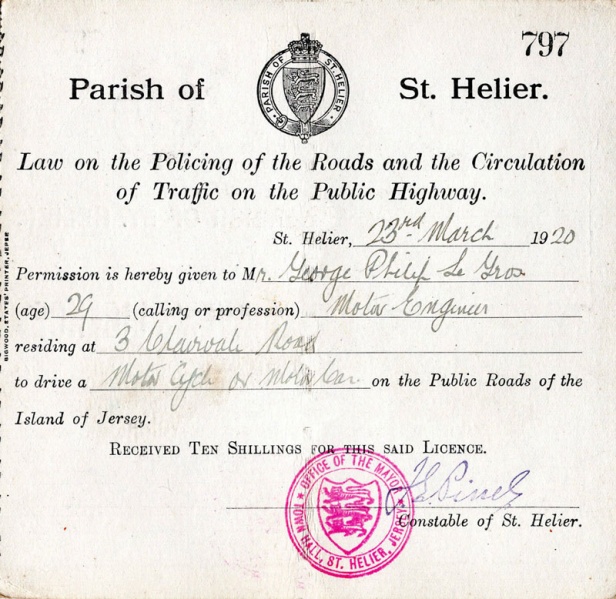 797
Parish of St. Helier.
PARISH OF ST. HELIER
Law on the Policing of the Roads and the Circulation
of Traffic on the Public Highway.
St. Helier, 23rd March 1920
Permission is hereby given to Mr. George Philip Le Gros
(age) 29 (calling or profession) Motor Engineer
residing at 3 Clairvale Road
to drive a Motor Cycle or Motor Car on the Public Roads of the
Island of Jersey.
RECEIVED TEN SHILLINGS FOR THIS SAID LICENCE.
OFFICE OF THE MAYOR
TOWN HALL, ST. HELIER, JERSEY
Constable of St. Helier.
BIGWOOD, STATES' PRINTER, JERSEY